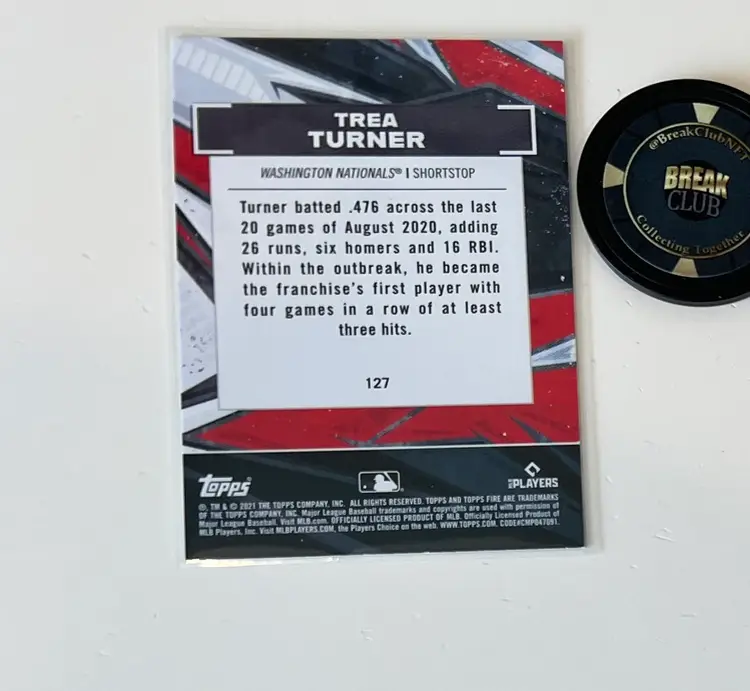 TREA
TURNER
WASHINGTON NATIONALS® | SHORTSTOP
Turner batted .476 across the last
20 games of August 2020, adding
26 runs, six homers and 16 RBI.
Within the outbreak, he became
the franchise's first player with
four games in a row of at least
three hits.
127
topps®
MLB PLAYERS
®, TM & © 2021 THE TOPPS COMPANY, INC. ALL RIGHTS RESERVED. TOPPS AND TOPPS FIRE ARE TRADEMARKS
OF THE TOPPS COMPANY, INC. Major League Baseball trademarks and copyrights are used with permission of
Major League Baseball. Visit MLB.com. OFFICIALLY LICENSED PRODUCT OF MLB. Officially Licensed Product of
MLB Players, Inc. Visit MLBPLAYERS.com, the Players Choice on the web. WWW.TOPPS.COM. CODE#CMP047091.
@BreakClubNFT
BREAK
CLUB
Collecting Together